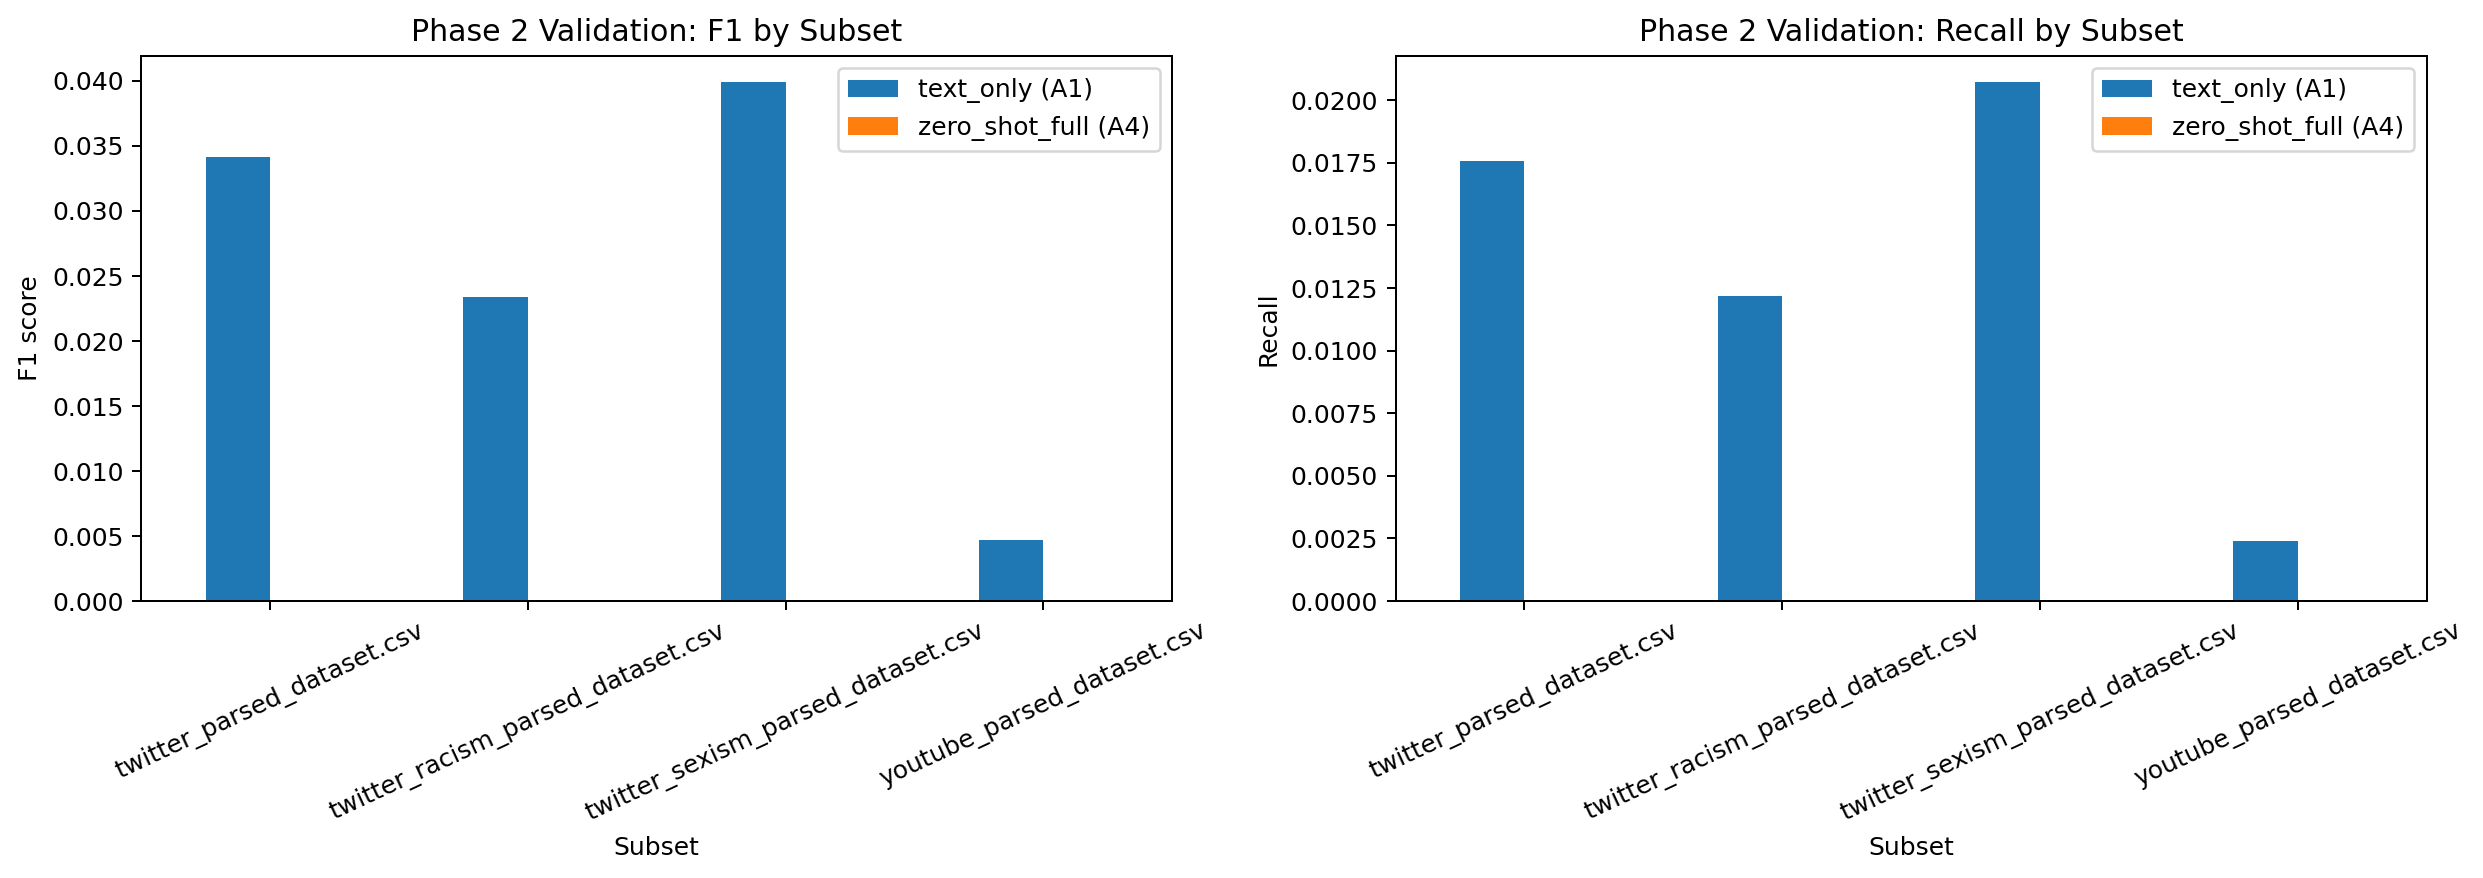 Phase 2 Validation: F1 by Subset
text_only (A1)
zero_shot_full (A4)
F1 score
0.040
0.035
0.030
0.025
0.020
0.015
0.010
0.005
0.000
twitter_parsed_dataset.csv
twitter_racism_parsed_dataset.csv
twitter_sexism_parsed_dataset.csv
youtube_parsed_dataset.csv
Subset
Phase 2 Validation: Recall by Subset
text_only (A1)
zero_shot_full (A4)
Recall
0.0200
0.0175
0.0150
0.0125
0.0100
0.0075
0.0050
0.0025
0.0000
twitter_parsed_dataset.csv
twitter_racism_parsed_dataset.csv
twitter_sexism_parsed_dataset.csv
youtube_parsed_dataset.csv
Subset